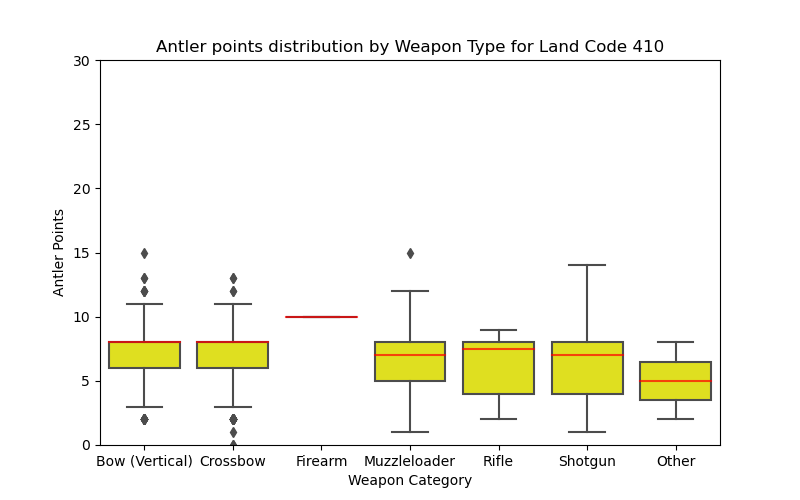 Antler points distribution by Weapon Type for Land Code 410
30
25
20
15
10
5
0
Antler Points
Bow (Vertical) Crossbow Firearm Muzzleloader Rifle Shotgun Other
Weapon Category